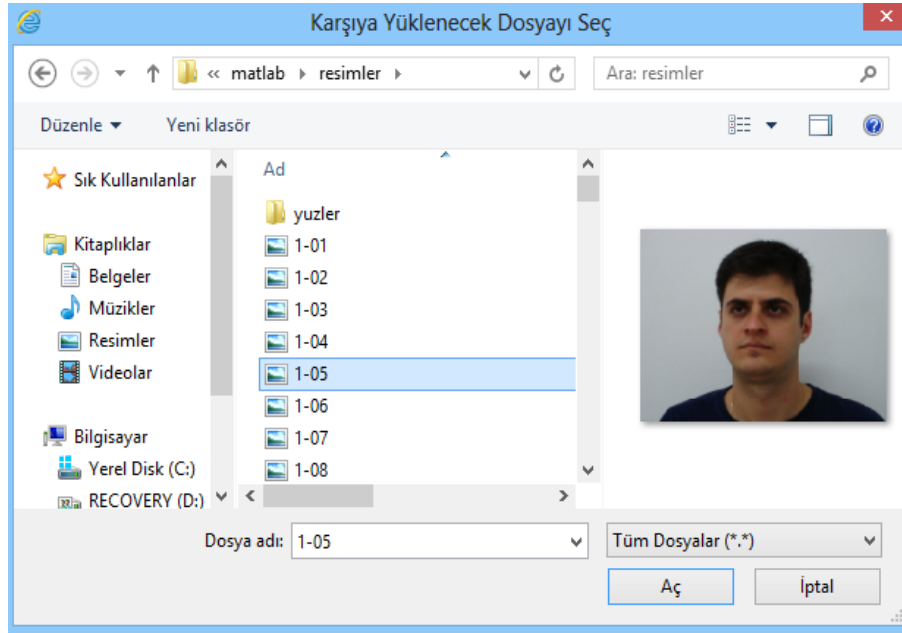 Karşıya Yüklenecek Dosyayı Seç
« matlab resimler
Ara: resimler
Düzenle
Yeni klasör
Sık Kullanılanlar
Kitaplıklar
Belgeler
Müzikler
Resimler
Videolar
Bilgisayar
Yerel Disk (C:)
RECOVERY (D:)
Ad
yuzler
1-01
1-02
1-03
1-04
1-05
1-06
1-07
1-08
Dosya adı: 1-05
Tüm Dosyalar (*.*)
Aç
İptal